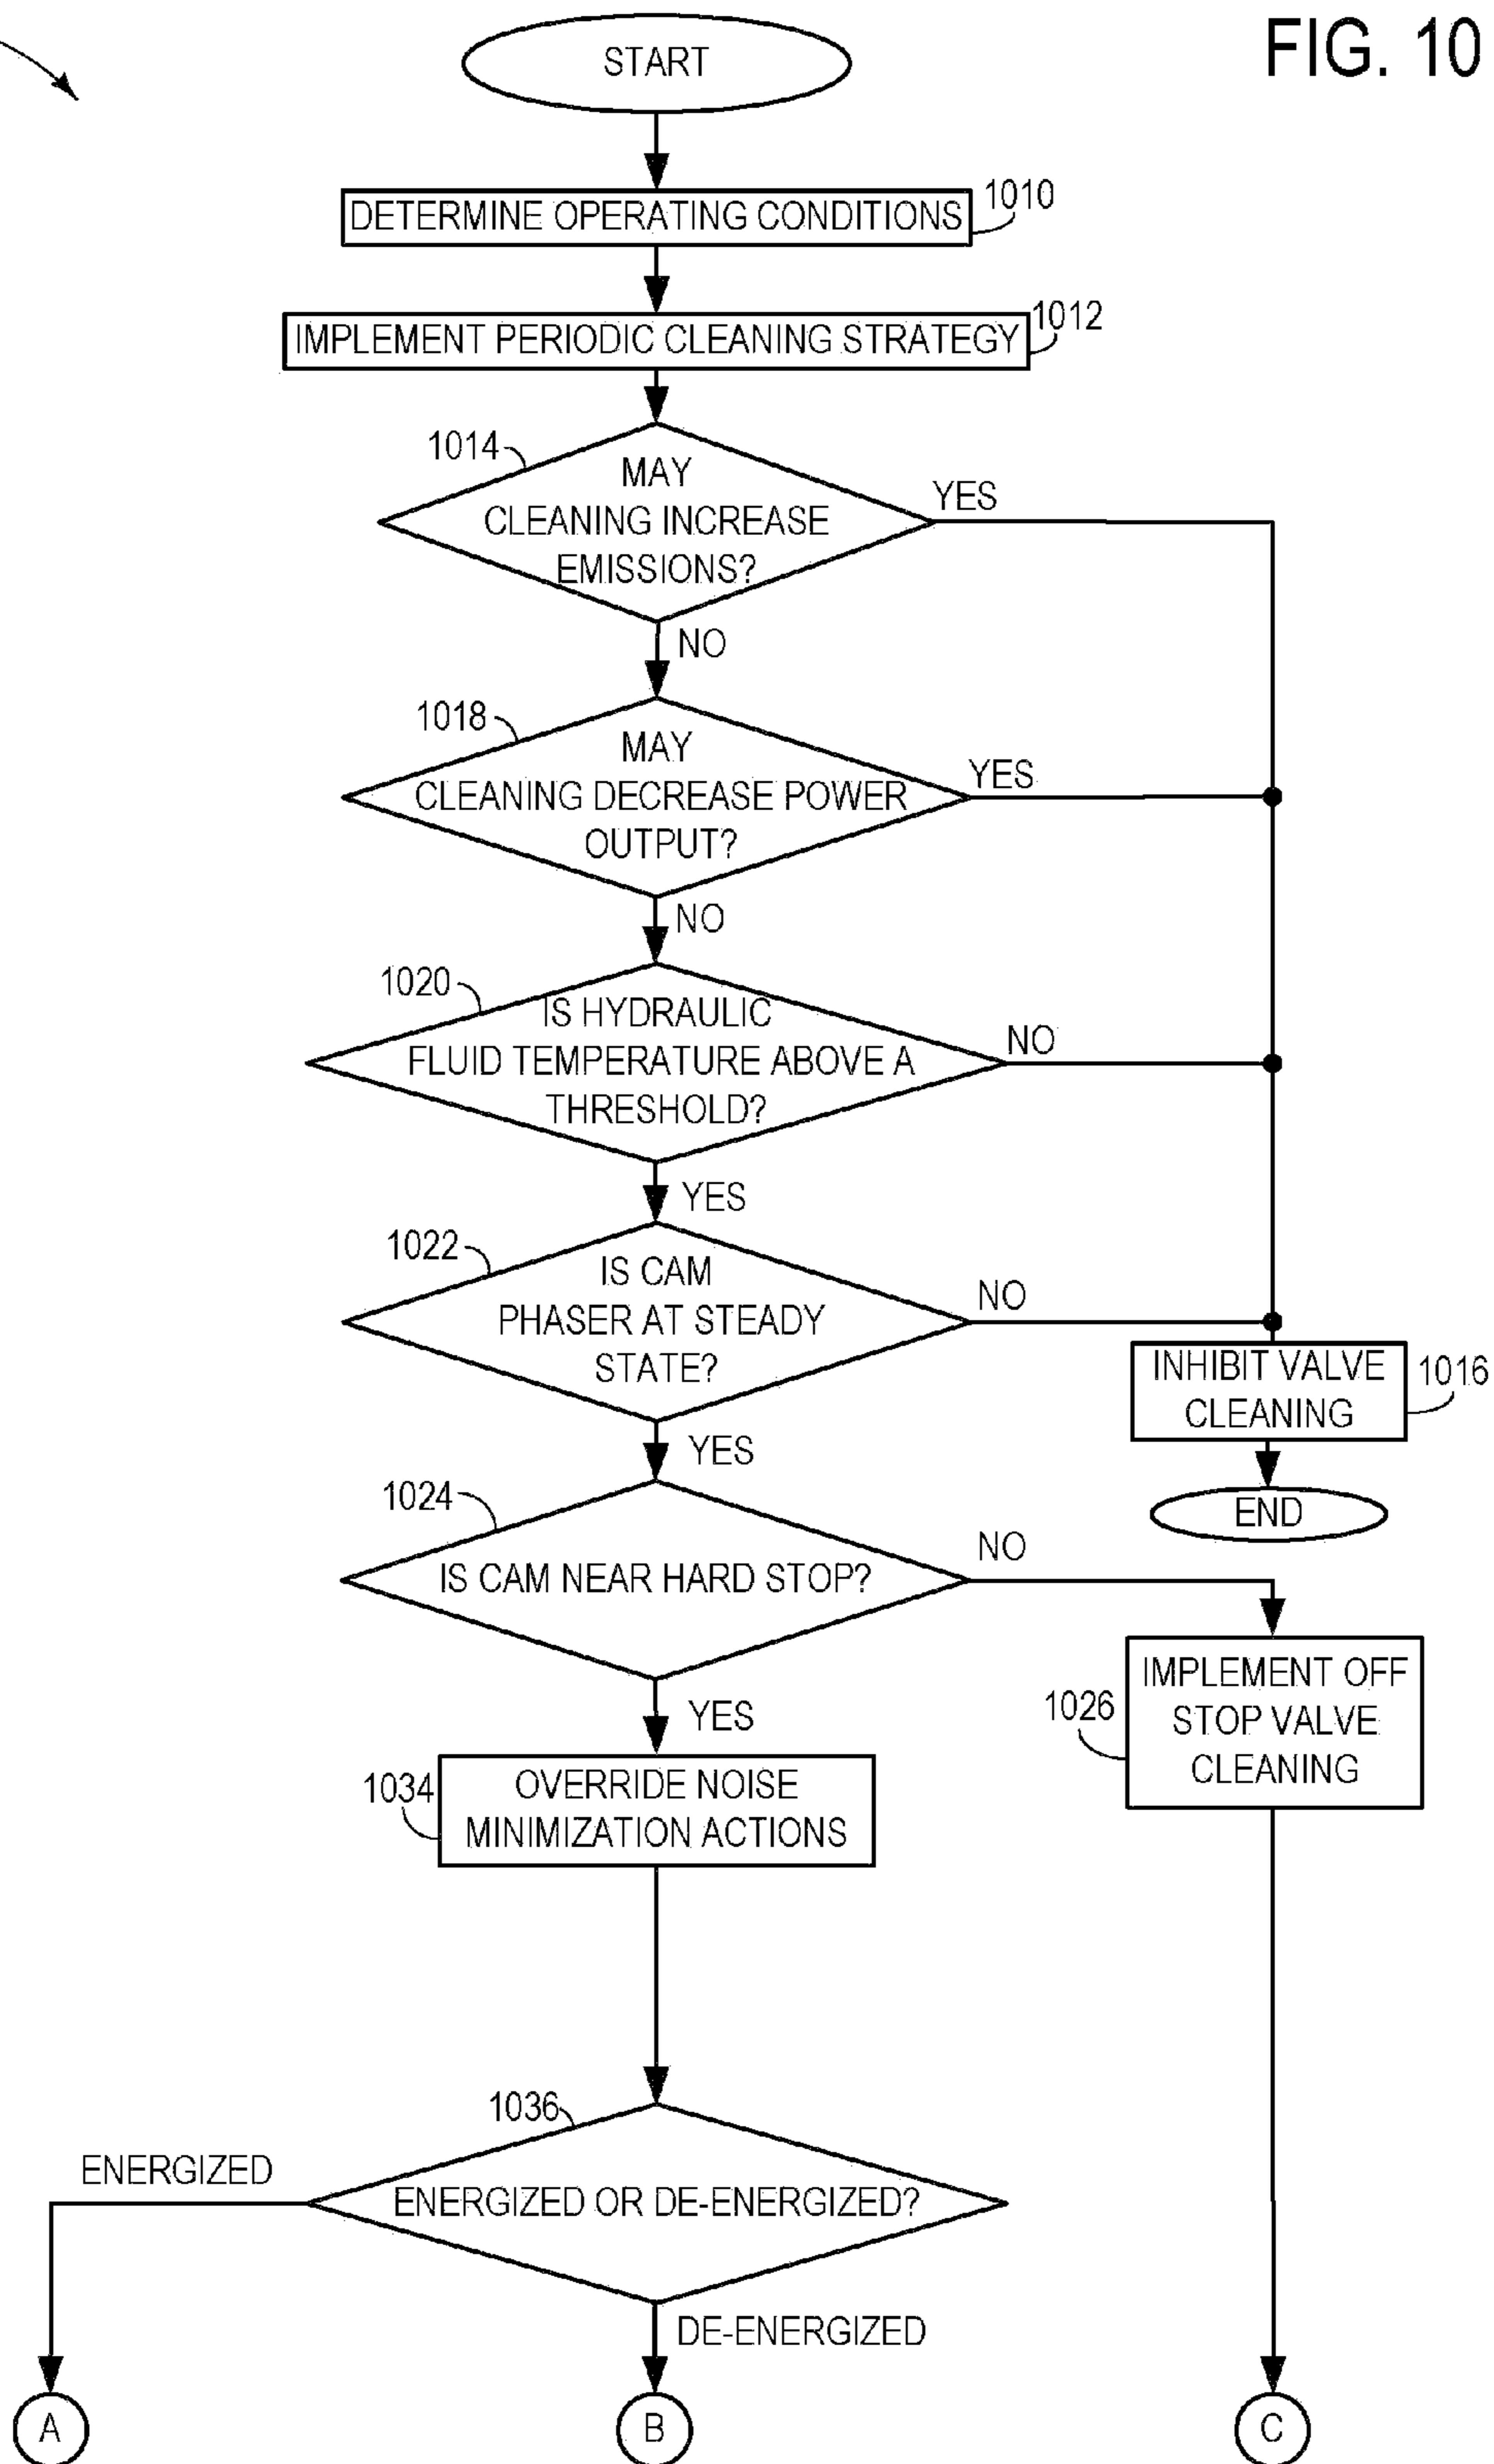 FIG. 10
START
DETERMINE OPERATING CONDITIONS
1010
IMPLEMENT PERIODIC CLEANING STRATEGY
1012
1014
MAY
CLEANING INCREASE
EMISSIONS?
YES
NO
1018
MAY
CLEANING DECREASE POWER
OUTPUT?
YES
NO
1020
IS HYDRAULIC
FLUID TEMPERATURE ABOVE A
THRESHOLD?
NO
YES
1022
IS CAM
PHASER AT STEADY
STATE?
NO
YES
INHIBIT VALVE
CLEANING
1016
END
1024
IS CAM NEAR HARD STOP?
NO
YES
IMPLEMENT OFF
STOP VALVE
CLEANING
1026
1034
OVERRIDE NOISE
MINIMIZATION ACTIONS
1036
ENERGIZED OR DE-ENERGIZED?
ENERGIZED
DE-ENERGIZED
A
B
C